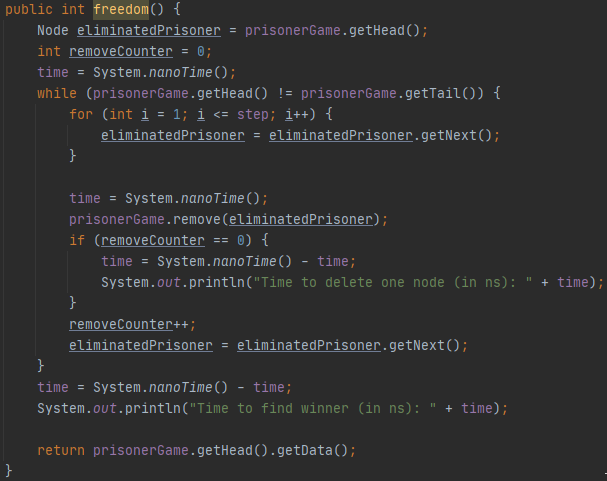 public int freedom() {
    Node eliminatedPrisoner = prisonerGame.getHead();
    int removeCounter = 0;
    time = System.nanoTime();
    while (prisonerGame.getHead() != prisonerGame.getTail()) {
        for (int i = 1; i <= step; i++) {
            eliminatedPrisoner = eliminatedPrisoner.getNext();
        }

        time = System.nanoTime();
        prisonerGame.remove(eliminatedPrisoner);
        if (removeCounter == 0) {
            time = System.nanoTime() - time;
            System.out.println("Time to delete one node (in ns): " + time);
        }
        removeCounter++;
        eliminatedPrisoner = eliminatedPrisoner.getNext();
    }
    time = System.nanoTime() - time;
    System.out.println("Time to find winner (in ns): " + time);

    return prisonerGame.getHead().getData();
}